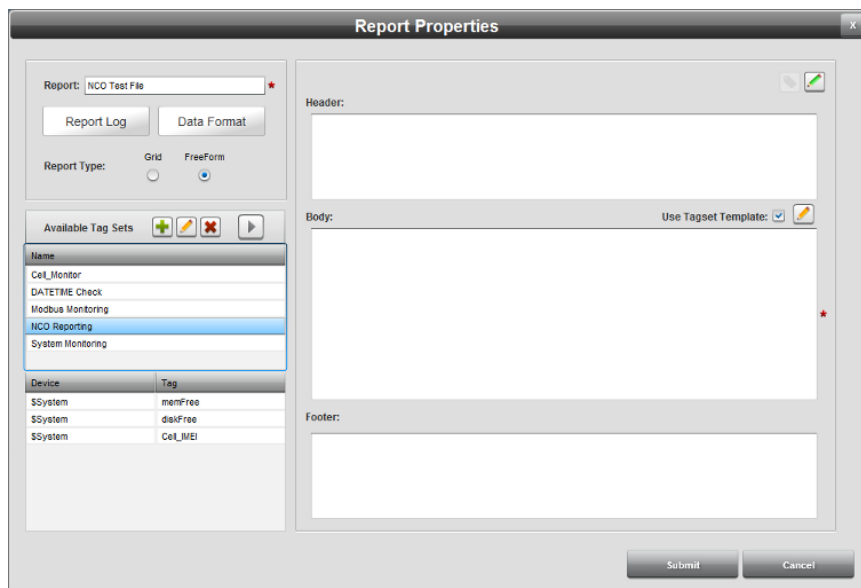 Report Properties
x
Report: NCO Test File *
Report Log Data Format
Grid FreeForm
Report Type:
Available Tag Sets
Name
Cell_Monitor
DATETIME Check
Modbus Monitoring
NCO Reporting
System Monitoring
Device Tag
$System memFree
$System diskFree
$System Cell_IMEI
Header:
Body: Use Tagset Template:
*
Footer:
Submit Cancel